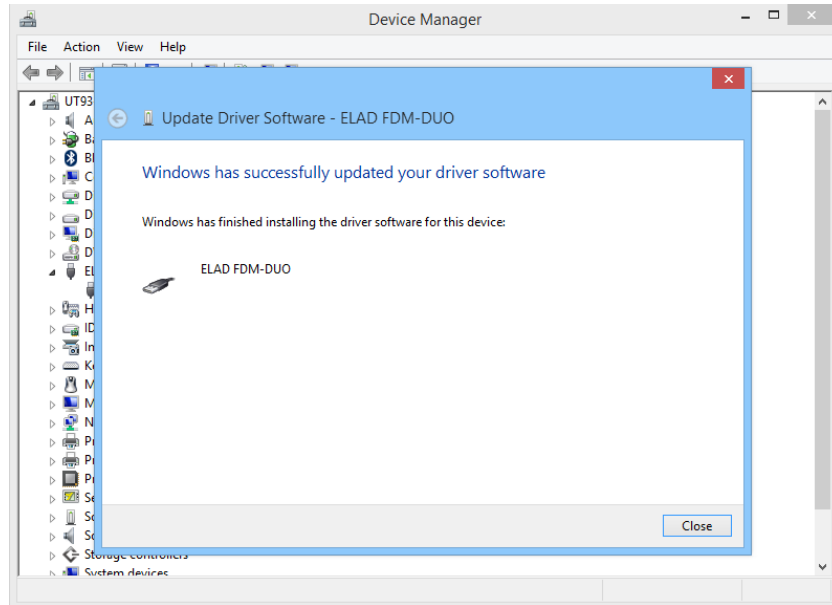 Device Manager
File Action View Help
UT93
Update Driver Software - ELAD FDM-DUO
Windows has successfully updated your driver software
Windows has finished installing the driver software for this device:
ELAD FDM-DUO
Close
Storage controllers
System devices